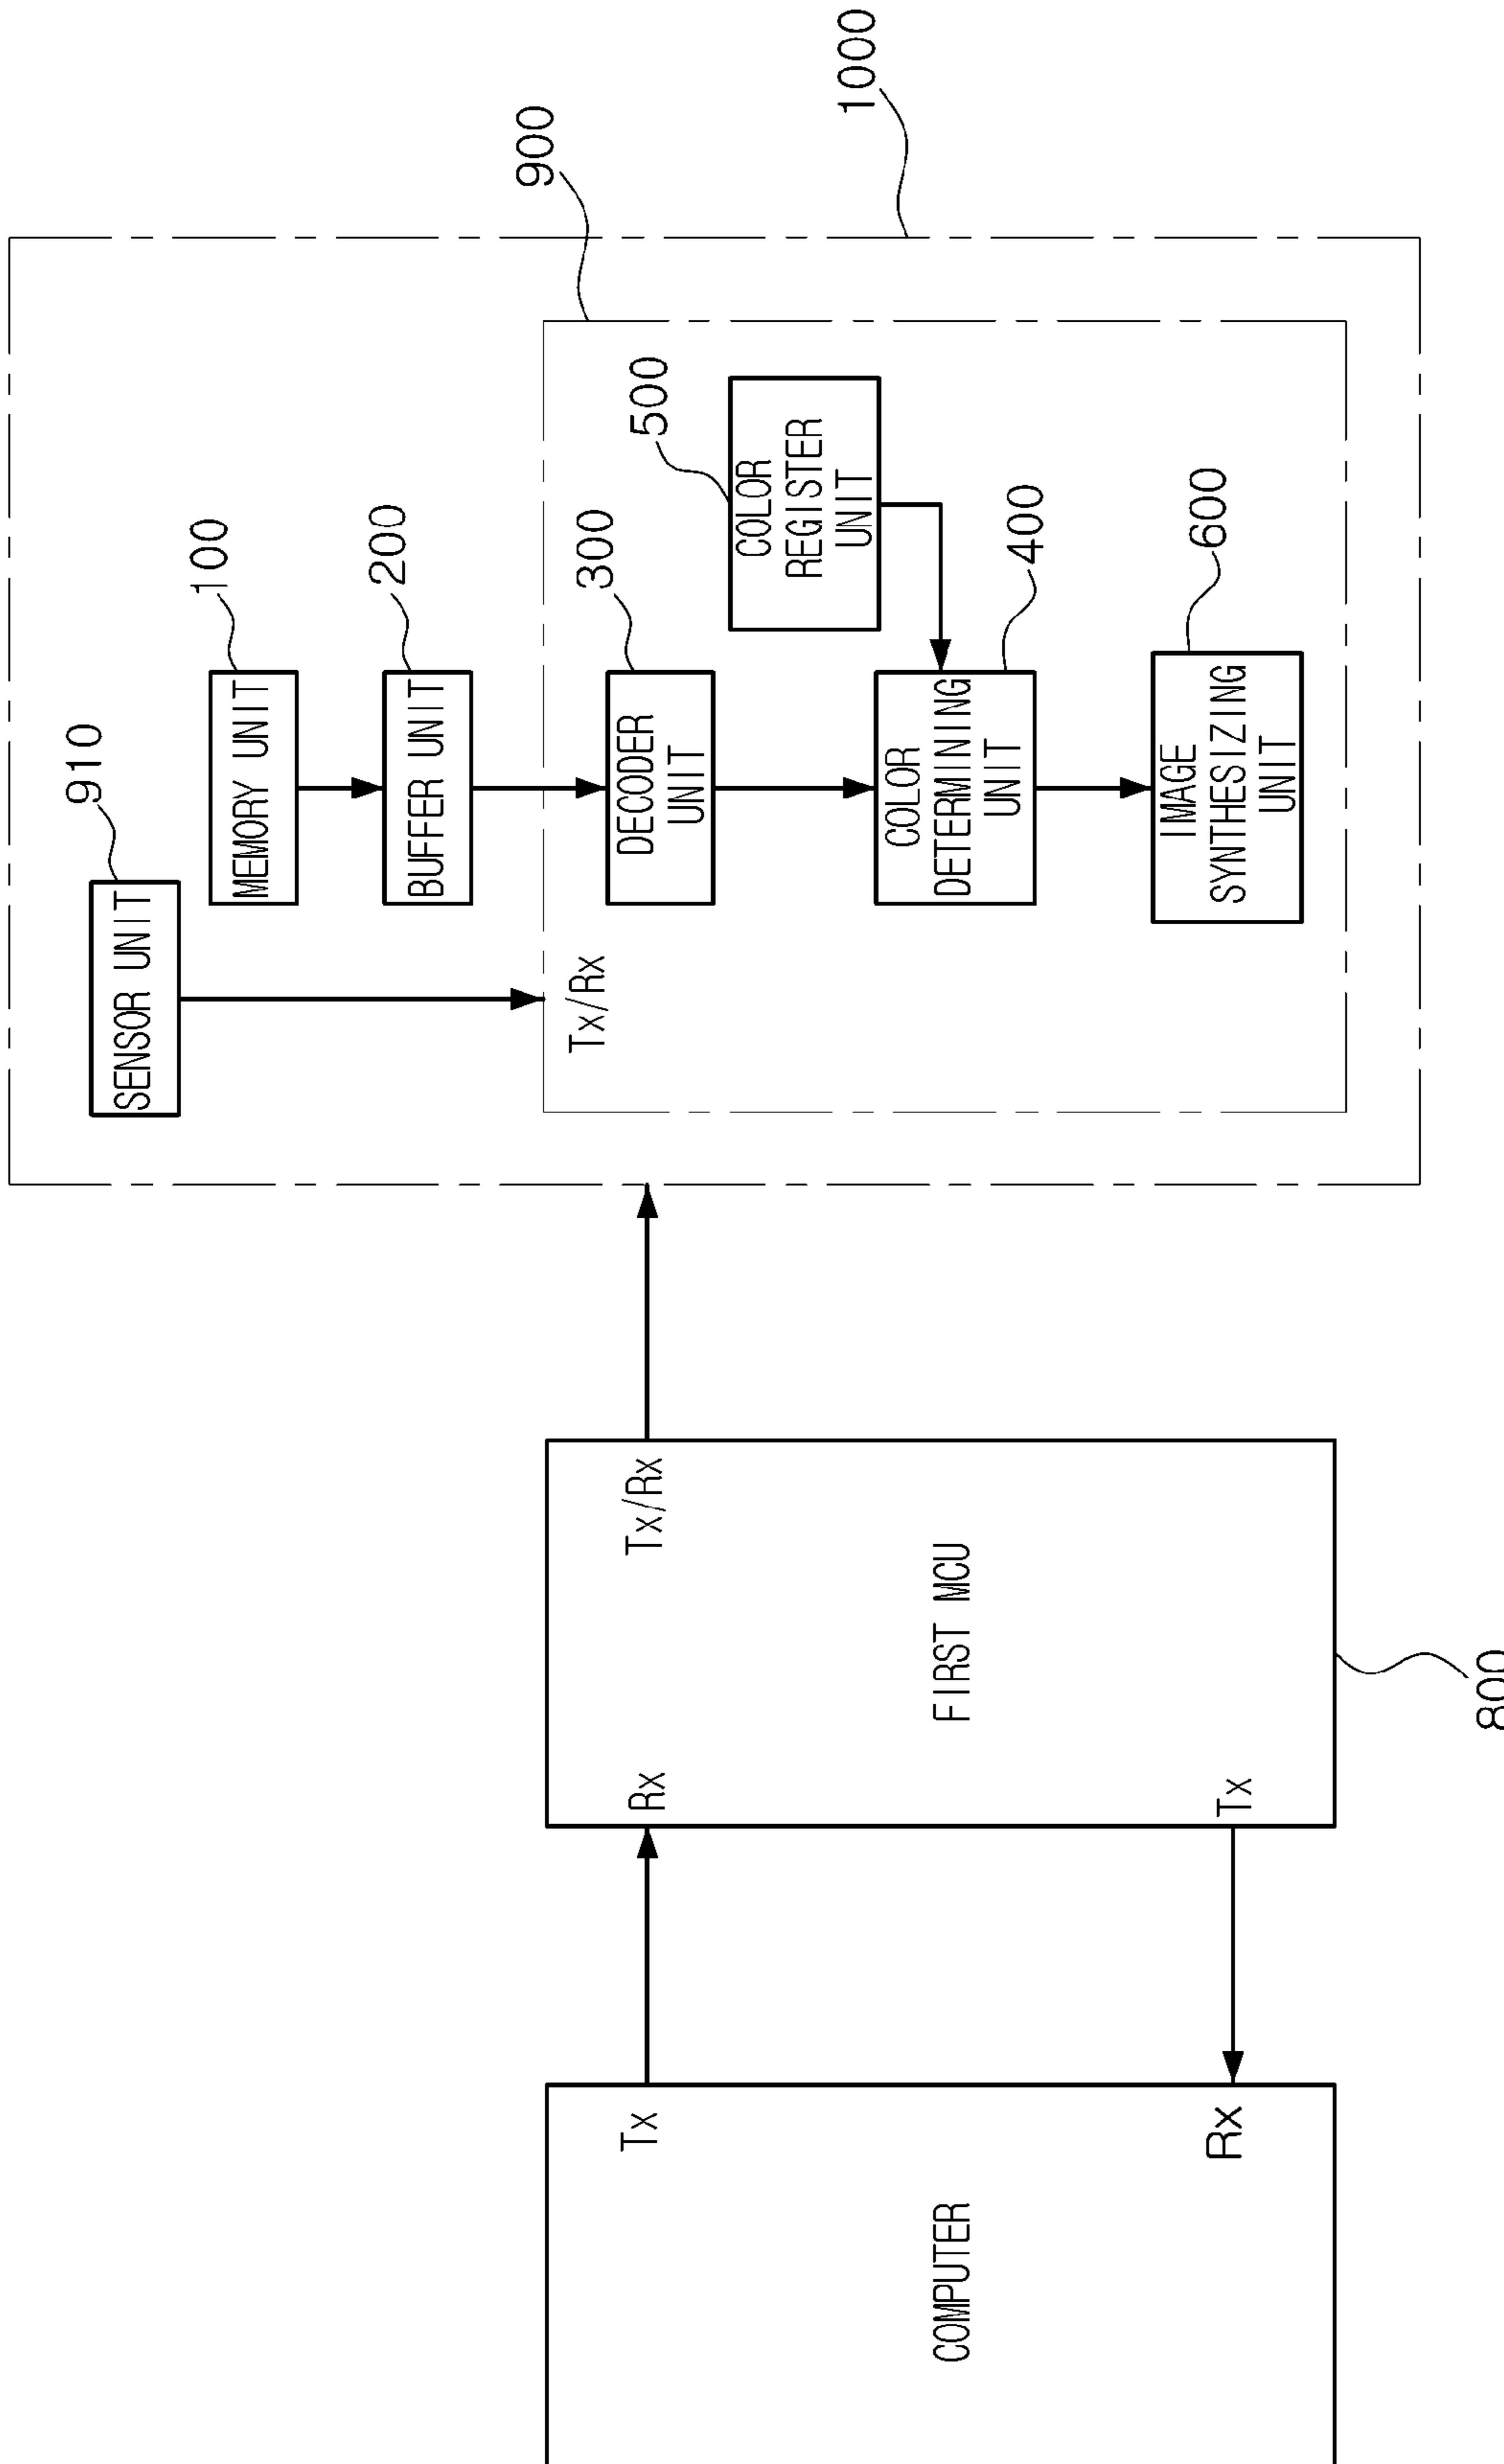 COMPUTER
Tx
Rx
Rx
Tx
FIRST MCU
Tx/Rx
800
SENSOR UNIT
910
MEMORY UNIT
100
BUFFER UNIT
200
Tx/Rx
DECODER
UNIT
300
COLOR
REGISTER
UNIT
500
COLOR
DETERMINING
UNIT
400
IMAGE
SYNTHESIZING
UNIT
600
900
1000